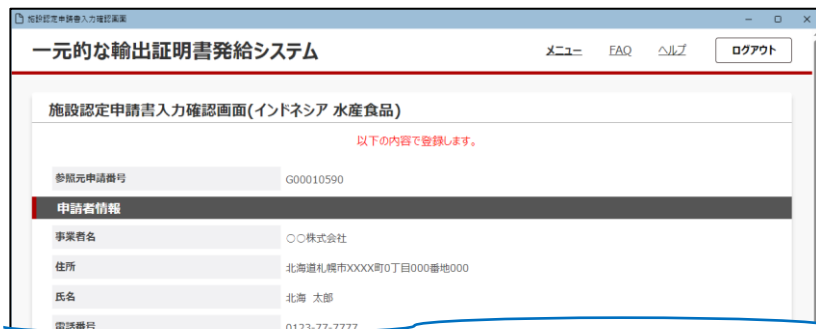 施設認定申請書入力確認画面
一元的な輸出証明書発給システム
メニュー FAQ ヘルプ ログアウト
施設認定申請書入力確認画面(インドネシア 水産食品)
以下の内容で登録します。
参照元申請番号 G00010590
申請者情報
事業者名 ○○株式会社
住所 北海道札幌市XXXX町0丁目000番地000
氏名 北海 太郎
電話番号 0123-77-7777